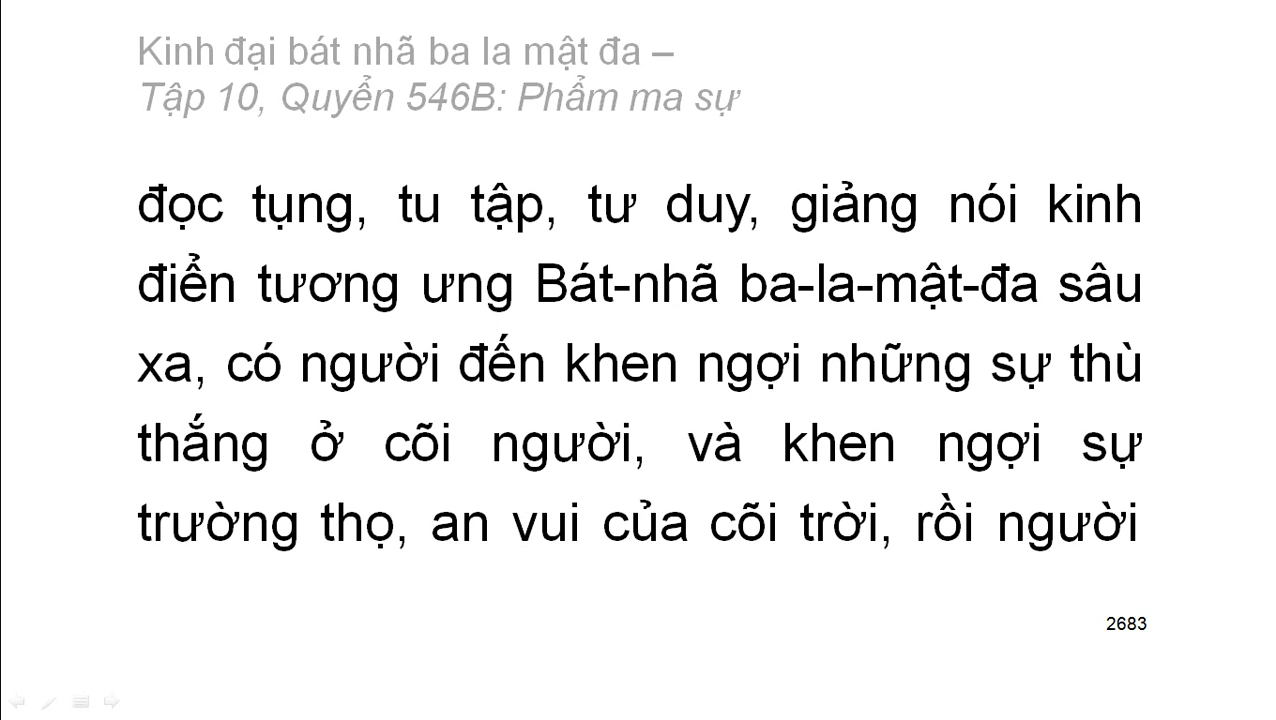 Kinh đại bát nhã ba la mật đa –
Tập 10, Quyển 546B: Phẩm ma sự
đọc tụng, tu tập, tư duy, giảng nói kinh
điển tương ưng Bát-nhã ba-la-mật-đa sâu
xa, có người đến khen ngợi những sự thù
thắng ở cõi người, và khen ngợi sự
trường thọ, an vui của cõi trời, rồi người
2683